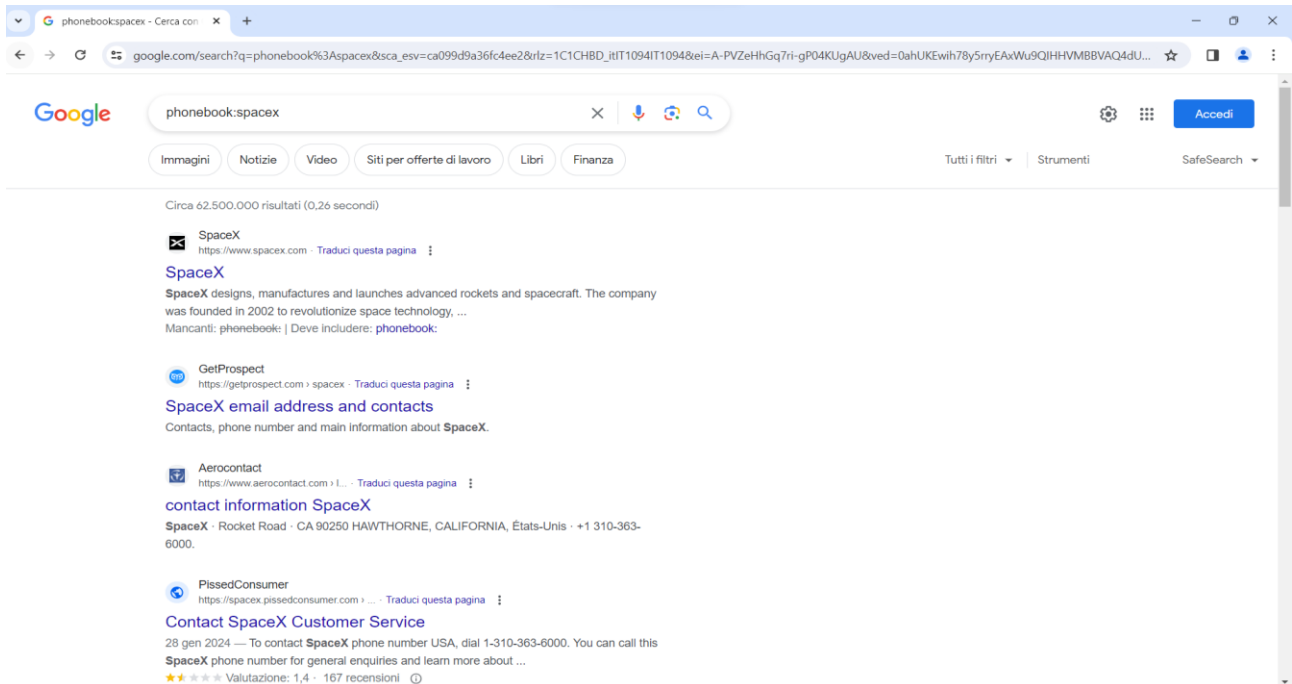 phonebook:spacex - Cerca con
google.com/search?q=phonebook%3Aspacex&sca_esv=ca099d9a36fc4ee2&rlz=1C1CHBD_itIT1094IT1094&ei=A-PVZeHhGq7ri-gP04KUgAU&ved=0ahUKEwih78y5rryEAxWu9QIHHVMBBVAQ4dU...
Google
phonebook:spacex
Accedi
Immagini Notizie Video Siti per offerte di lavoro Libri Finanza Tutti i filtri Strumenti SafeSearch
Circa 62.500.000 risultati (0,26 secondi)
SpaceX
https://www.spacex.com · Traduci questa pagina
SpaceX
SpaceX designs, manufactures and launches advanced rockets and spacecraft. The company
was founded in 2002 to revolutionize space technology, ...
Mancanti: phonebook: | Deve includere: phonebook:
GetProspect
https://getprospect.com › spacex · Traduci questa pagina
SpaceX email address and contacts
Contacts, phone number and main information about SpaceX.
Aerocontact
https://www.aerocontact.com › l... · Traduci questa pagina
contact information SpaceX
SpaceX · Rocket Road · CA 90250 HAWTHORNE, CALIFORNIA, États-Unis · +1 310-363-
6000.
PissedConsumer
https://spacex.pissedconsumer.com › ... · Traduci questa pagina
Contact SpaceX Customer Service
28 gen 2024 — To contact SpaceX phone number USA, dial 1-310-363-6000. You can call this
SpaceX phone number for general enquiries and learn more about ...
Valutazione: 1,4 · 167 recensioni